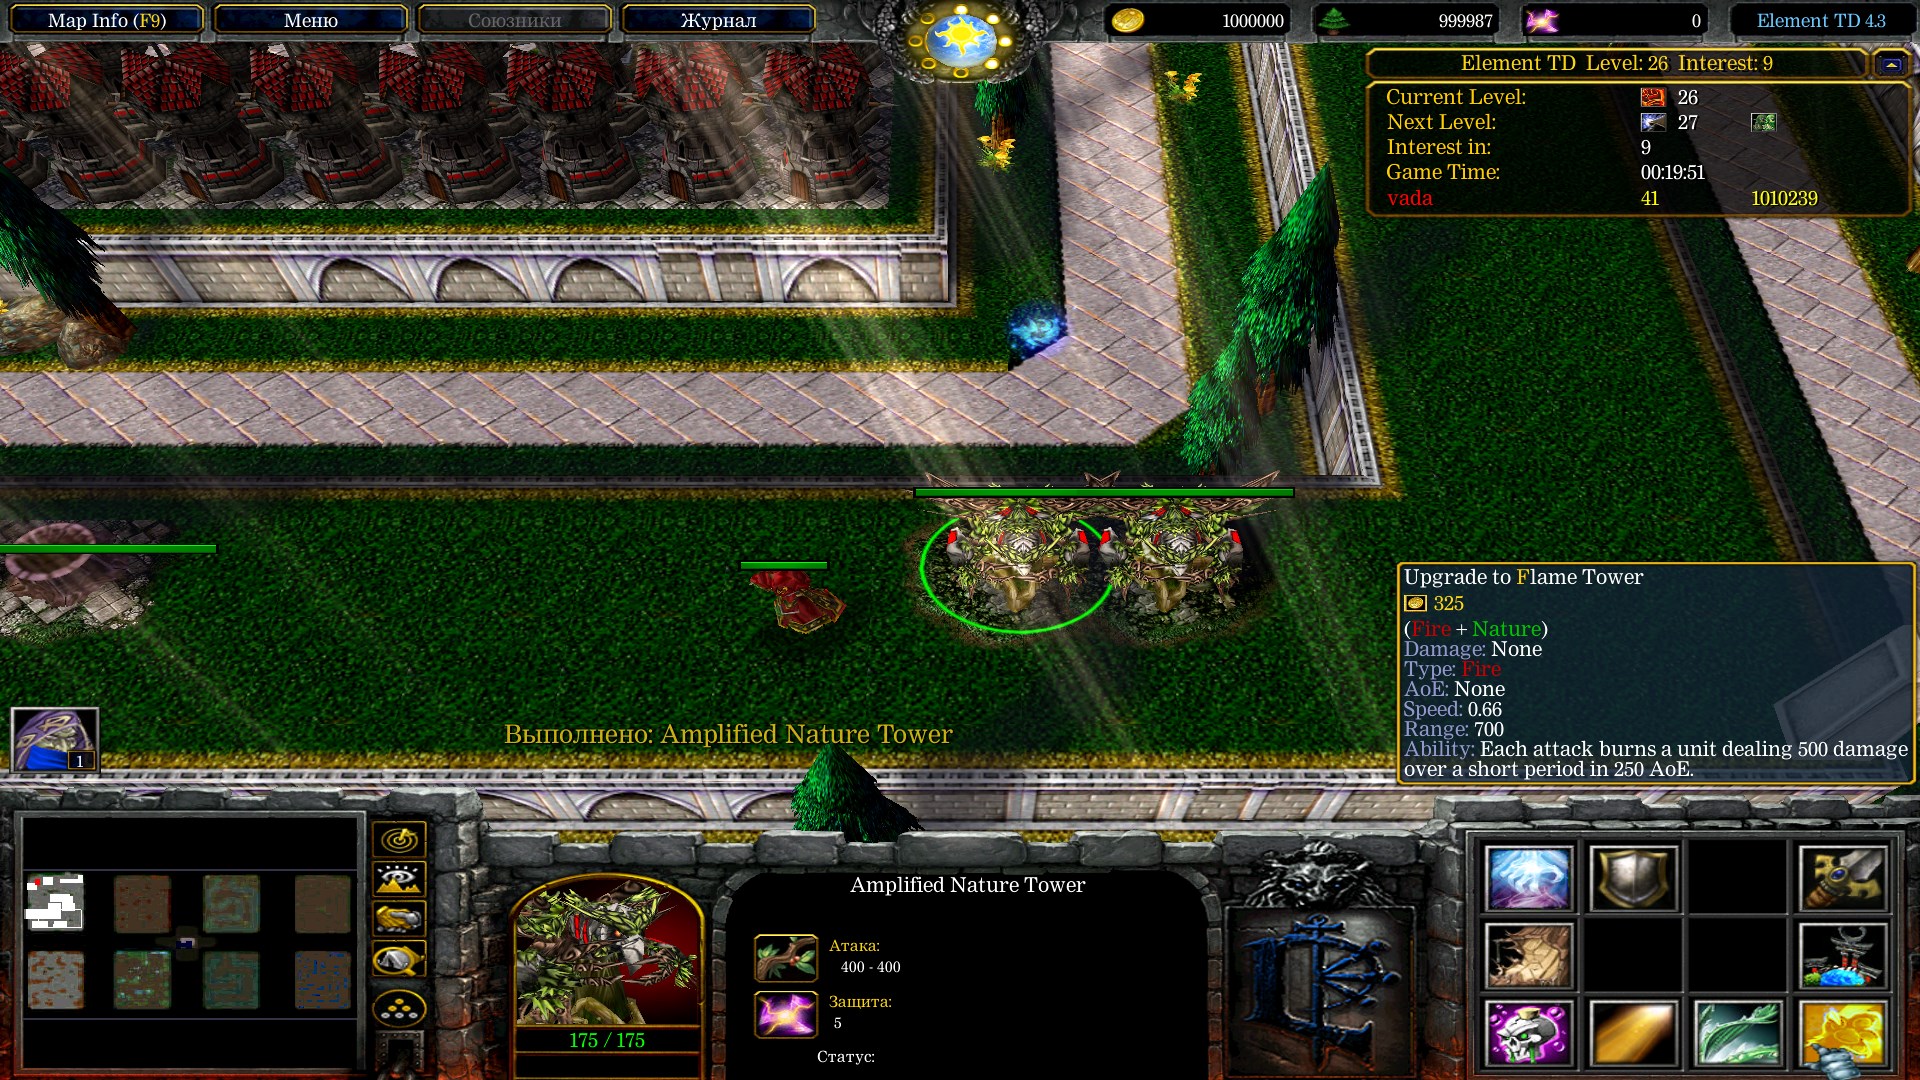 Map Info (F9)
Меню
Союзники
Журнал
1000000
999987
0
Element TD 4.3
Element TD Level: 26 Interest: 9
Current Level: 26
Next Level: 27
Interest in: 9
Game Time: 00:19:51
vada 41 1010239
Upgrade to Flame Tower
325
(Fire + Nature)
Damage: None
Type: Fire
AoE: None
Speed: 0.66
Range: 700
Ability: Each attack burns a unit dealing 500 damage
over a short period in 250 AoE.
Выполнено: Amplified Nature Tower
1
Amplified Nature Tower
Атака:
400 - 400
Защита:
5
Статус:
175 / 175